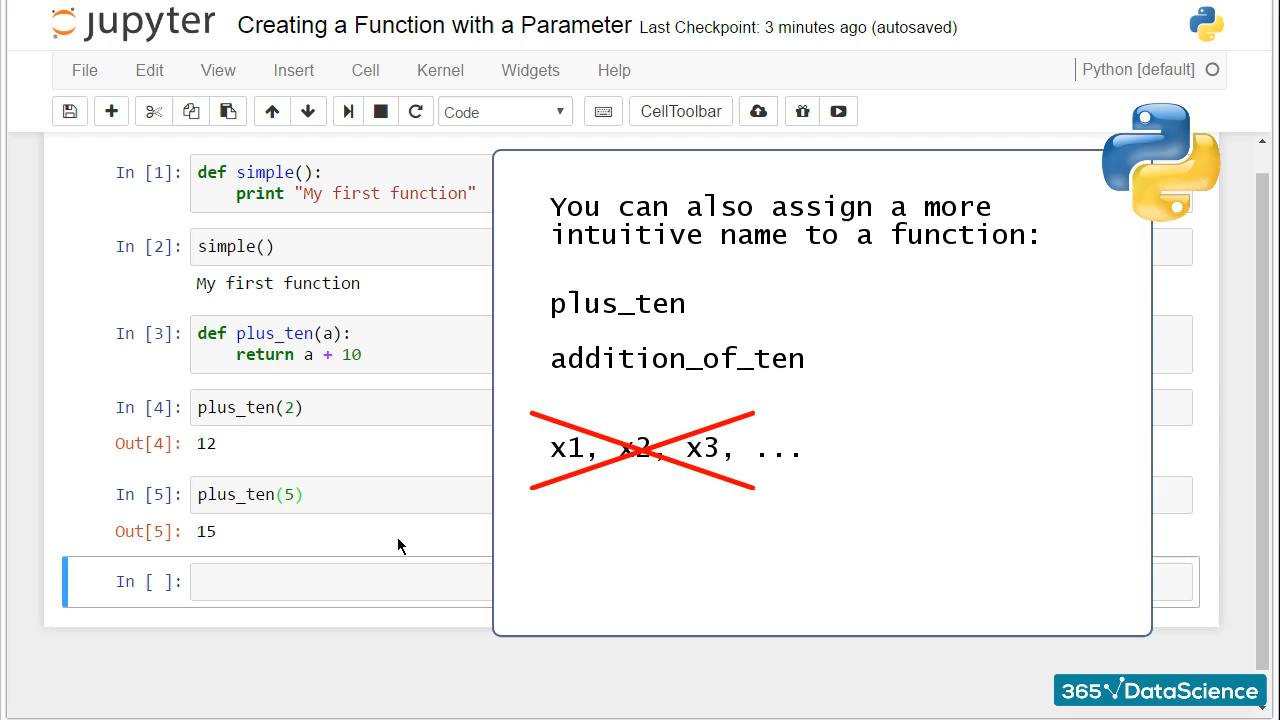 jupyter Creating a Function with a Parameter Last Checkpoint: 3 minutes ago (autosaved)
File Edit View Insert Cell Kernel Widgets Help Python [default]
Code CellToolbar
In [1]: def simple():
print "My first function"
In [2]: simple()
My first function
In [3]: def plus_ten(a):
return a + 10
In [4]: plus_ten(2)
Out[4]: 12
In [5]: plus_ten(5)
Out[5]: 15
In [ ]:
You can also assign a more
intuitive name to a function:
plus_ten
addition_of_ten
x1, x2, x3, ...
365 DataScience